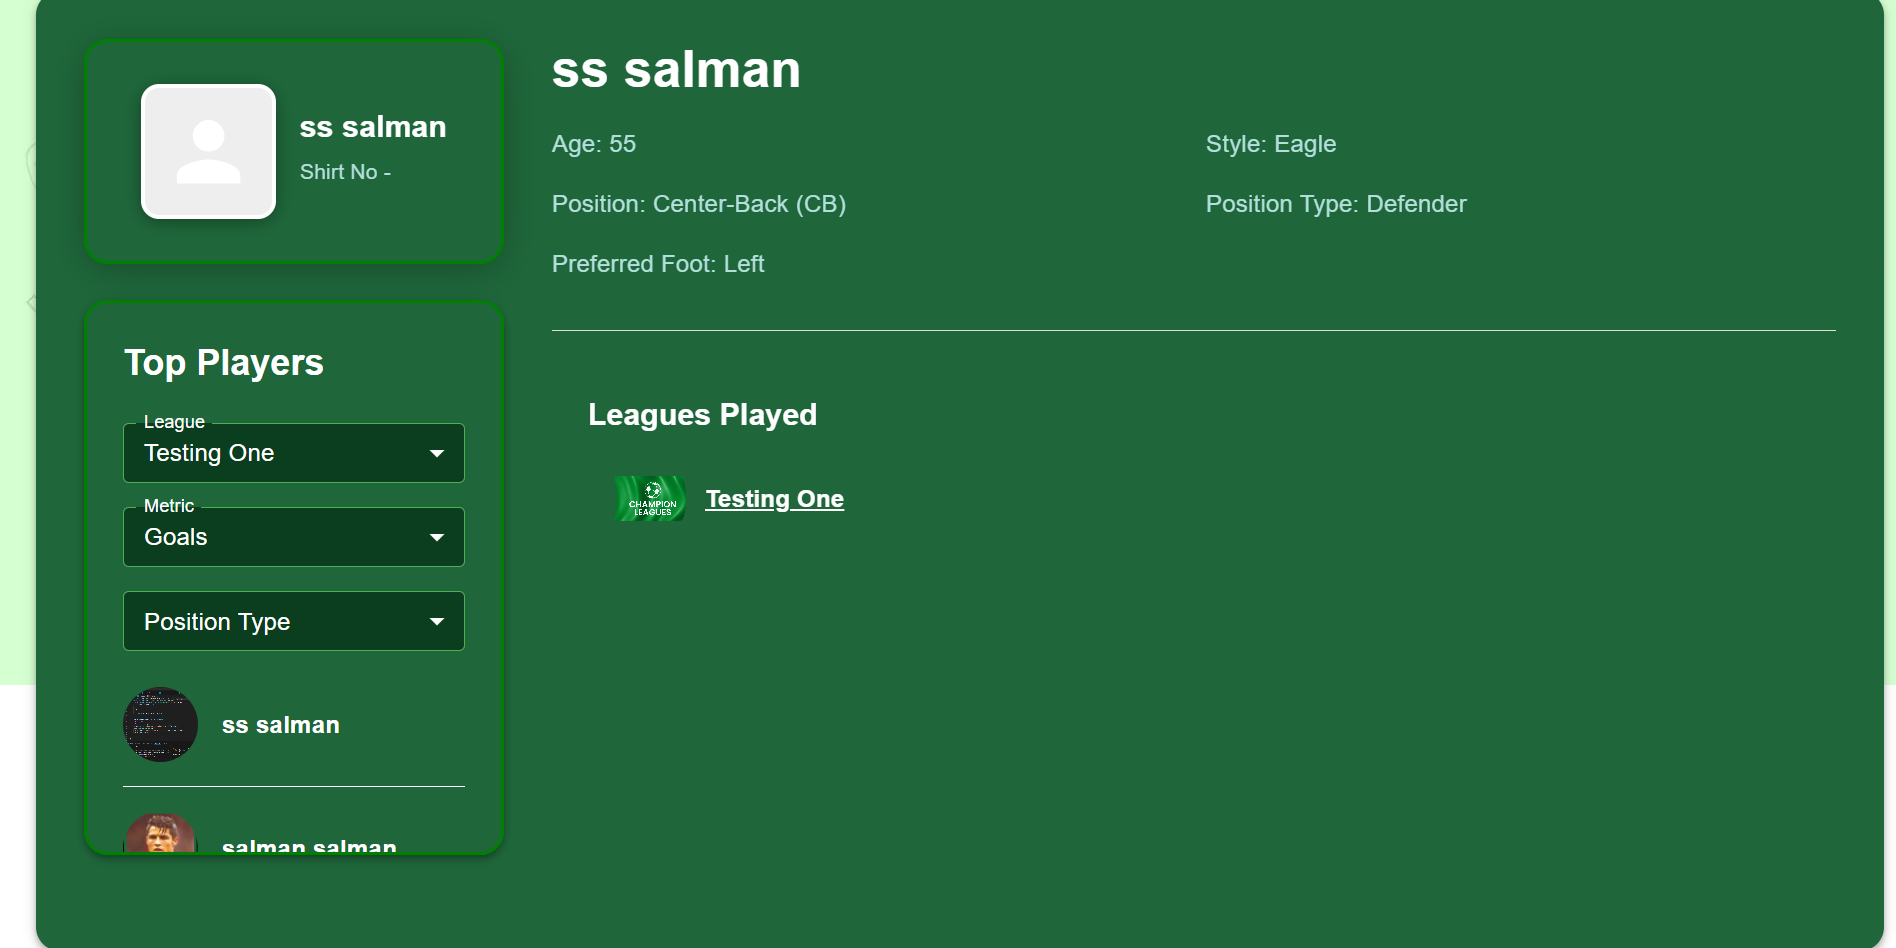 ss salman
Shirt No -
Top Players
League
Testing One
Metric
Goals
Position Type
ss salman
salman salman
ss salman
Age: 55
Style: Eagle
Position: Center-Back (CB)
Position Type: Defender
Preferred Foot: Left
Leagues Played
CHAMPION
LEAGUES
Testing One